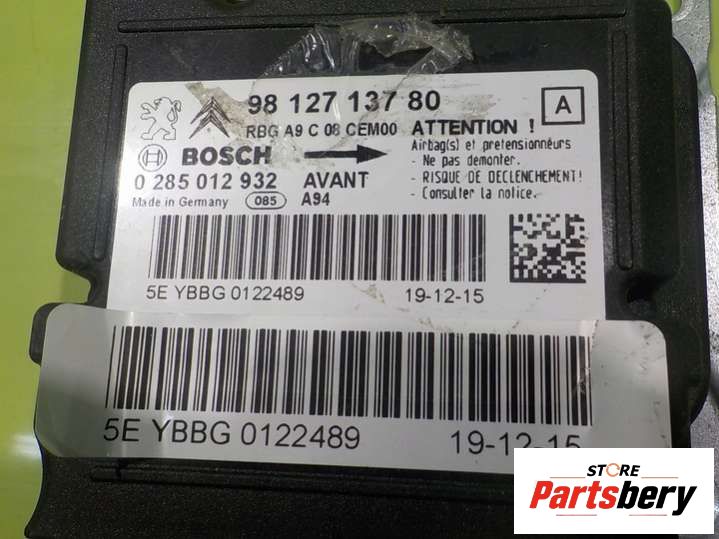 98 127 137 80
A
RBG A9 C 08 CEM00
ATTENTION !
BOSCH
Airbag(s) et pretensionneurs
- Ne pas demonter.
0 285 012 932
AVANT
- RISQUE DE DECLENCHEMENT!
Made in Germany
085
A94
- Consulter la notice.
5E YBBG 0122489
19-12-15
5E YBBG 0122489
19-12-15
STORE
Partsbery